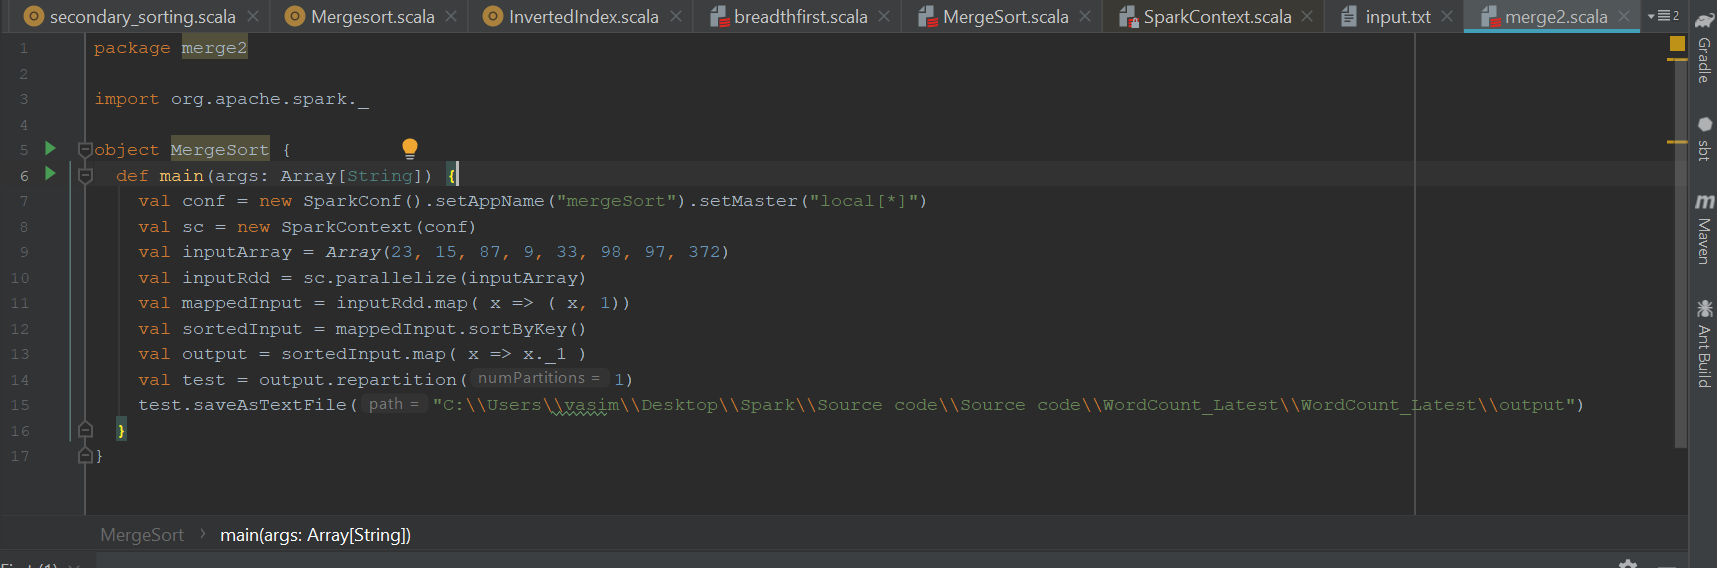 secondary_sorting.scala Mergesort.scala InvertedIndex.scala breadthfirst.scala MergeSort.scala SparkContext.scala input.txt merge2.scala 2
1 package merge2
2
3 import org.apache.spark._
4
5 object MergeSort {
6 def main(args: Array[String]) {
7 val conf = new SparkConf().setAppName("mergeSort").setMaster("local[*]")
8 val sc = new SparkContext(conf)
9 val inputArray = Array(23, 15, 87, 9, 33, 98, 97, 372)
10 val inputRdd = sc.parallelize(inputArray)
11 val mappedInput = inputRdd.map( x => ( x, 1))
12 val sortedInput = mappedInput.sortByKey()
13 val output = sortedInput.map( x => x._1 )
14 val test = output.repartition( numPartitions = 1)
15 test.saveAsTextFile( path = "C:\\Users\\vasim\\Desktop\\Spark\\Source code\\Source code\\WordCount_Latest\\WordCount_Latest\\output")
16 }
17 }
MergeSort › main(args: Array[String])
Gradle
sbt
m Maven
Ant Build